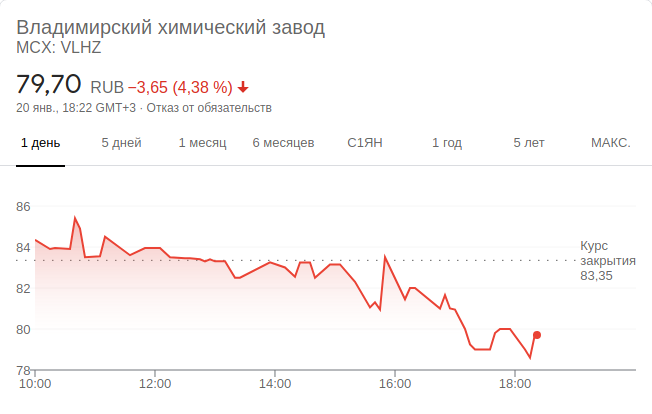 Владимирский химический завод
MCX: VLHZ
79,70 RUB −3,65 (4,38 %)
20 янв., 18:22 GMT+3 · Отказ от обязательств
1 день 5 дней 1 месяц 6 месяцев С1ЯН 1 год 5 лет МАКС.
86
84
82
80
78
Курс
закрытия
83,35
10:00 12:00 14:00 16:00 18:00